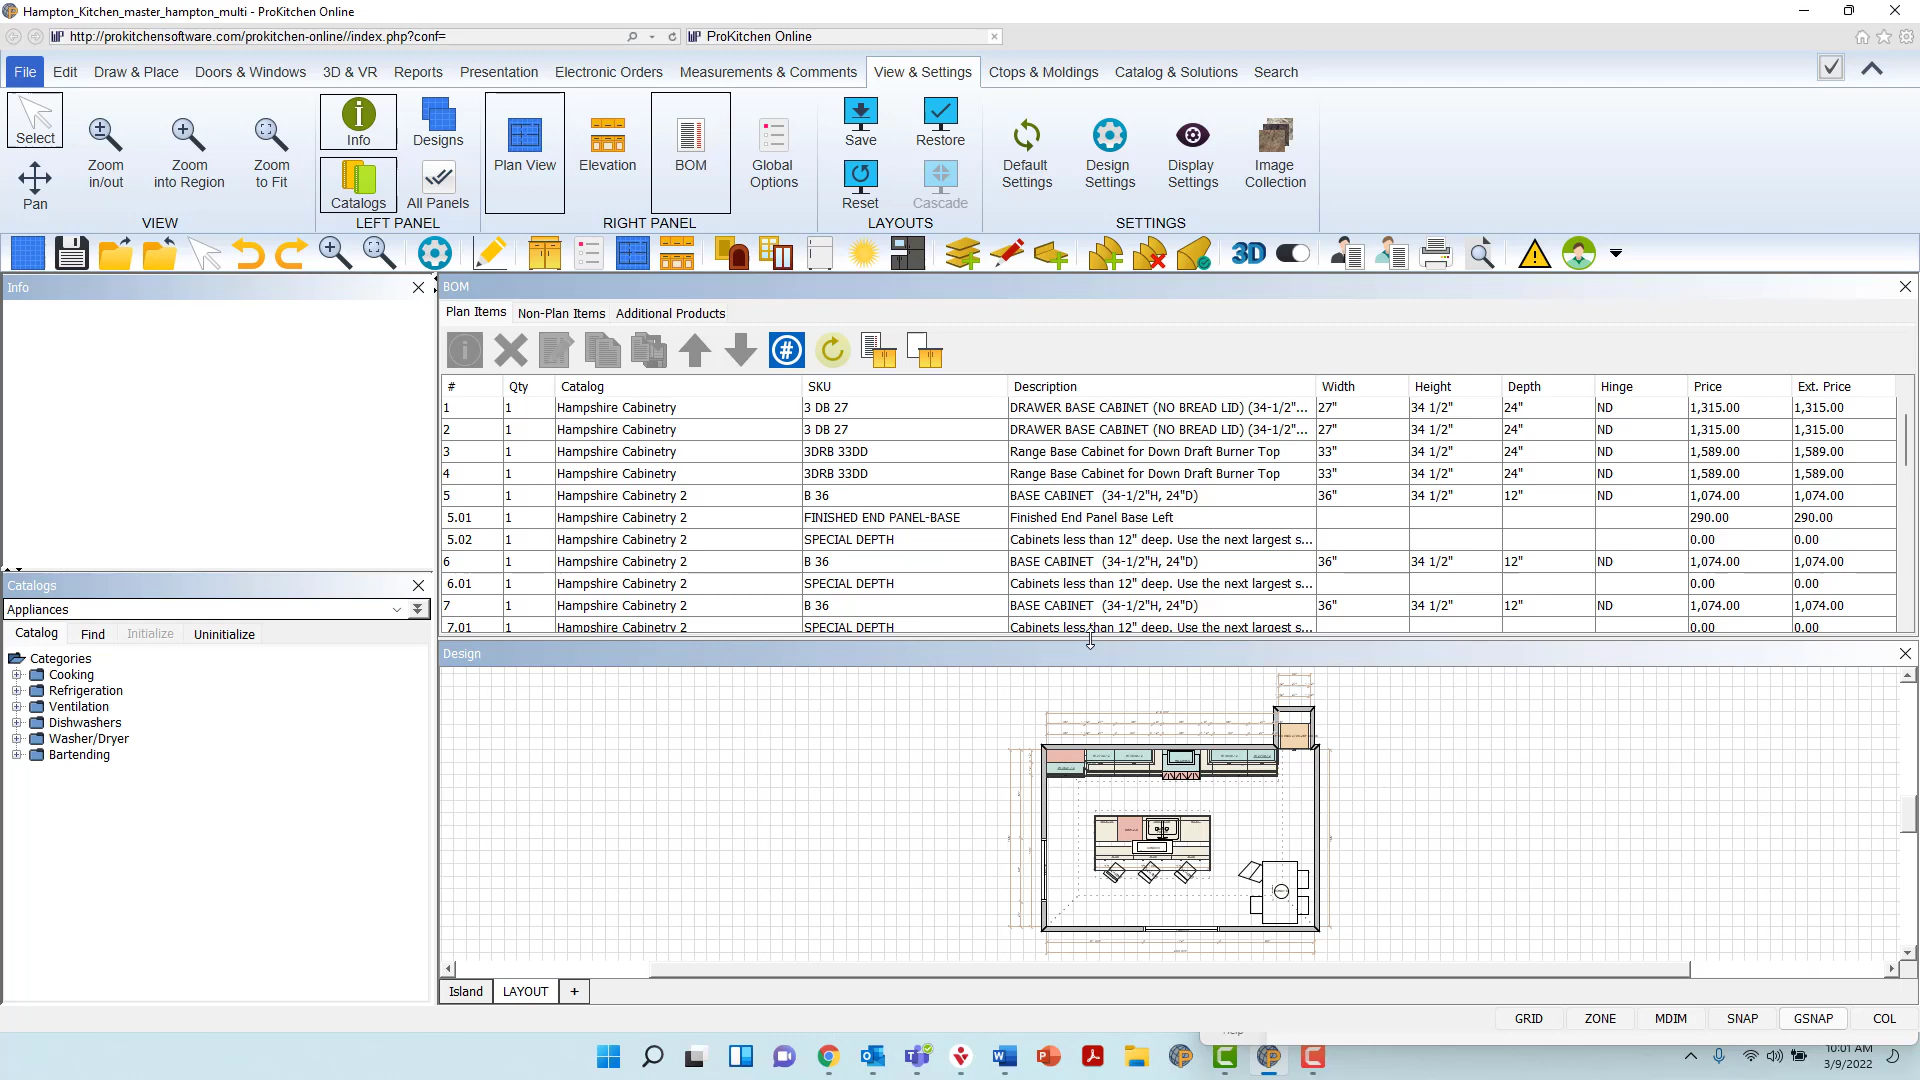 Hampton_Kitchen_master_hampton_multi - ProKitchen Online
http://prokitchensoftware.com/prokitchen-online//index.php?conf=
ProKitchen Online
File Edit Draw & Place Doors & Windows 3D & VR Reports Presentation Electronic Orders Measurements & Comments View & Settings Ctops & Moldings Catalog & Solutions Search
Select
Pan
Zoom in/out
Zoom into Region
Zoom to Fit
VIEW
Info
Catalogs
Designs
All Panels
LEFT PANEL
Plan View
Elevation
BOM
Global Options
RIGHT PANEL
Save
Restore
Reset
Cascade
LAYOUTS
Default Settings
Design Settings
Display Settings
Image Collection
SETTINGS
3D
Info
BOM
Plan Items Non-Plan Items Additional Products
# Qty Catalog SKU Description Width Height Depth Hinge Price Ext. Price
1 1 Hampshire Cabinetry 3 DB 27 DRAWER BASE CABINET (NO BREAD LID) (34-1/2"... 27" 34 1/2" 24" ND 1,315.00 1,315.00
2 1 Hampshire Cabinetry 3 DB 27 DRAWER BASE CABINET (NO BREAD LID) (34-1/2"... 27" 34 1/2" 24" ND 1,315.00 1,315.00
3 1 Hampshire Cabinetry 3DRB 33DD Range Base Cabinet for Down Draft Burner Top 33" 34 1/2" 24" ND 1,589.00 1,589.00
4 1 Hampshire Cabinetry 3DRB 33DD Range Base Cabinet for Down Draft Burner Top 33" 34 1/2" 24" ND 1,589.00 1,589.00
5 1 Hampshire Cabinetry 2 B 36 BASE CABINET (34-1/2"H, 24"D) 36" 34 1/2" 12" ND 1,074.00 1,074.00
5.01 1 Hampshire Cabinetry 2 FINISHED END PANEL-BASE Finished End Panel Base Left 290.00 290.00
5.02 1 Hampshire Cabinetry 2 SPECIAL DEPTH Cabinets less than 12" deep. Use the next largest s... 0.00 0.00
6 1 Hampshire Cabinetry 2 B 36 BASE CABINET (34-1/2"H, 24"D) 36" 34 1/2" 12" ND 1,074.00 1,074.00
6.01 1 Hampshire Cabinetry 2 SPECIAL DEPTH Cabinets less than 12" deep. Use the next largest s... 0.00 0.00
7 1 Hampshire Cabinetry 2 B 36 BASE CABINET (34-1/2"H, 24"D) 36" 34 1/2" 12" ND 1,074.00 1,074.00
7.01 1 Hampshire Cabinetry 2 SPECIAL DEPTH Cabinets less than 12" deep. Use the next largest s... 0.00 0.00
Catalogs
Appliances
Catalog Find Initialize Uninitialize
Categories
Cooking
Refrigeration
Ventilation
Dishwashers
Washer/Dryer
Bartending
Design
Island LAYOUT +
GRID ZONE MDIM SNAP GSNAP COL
Help
10:01 AM
3/9/2022